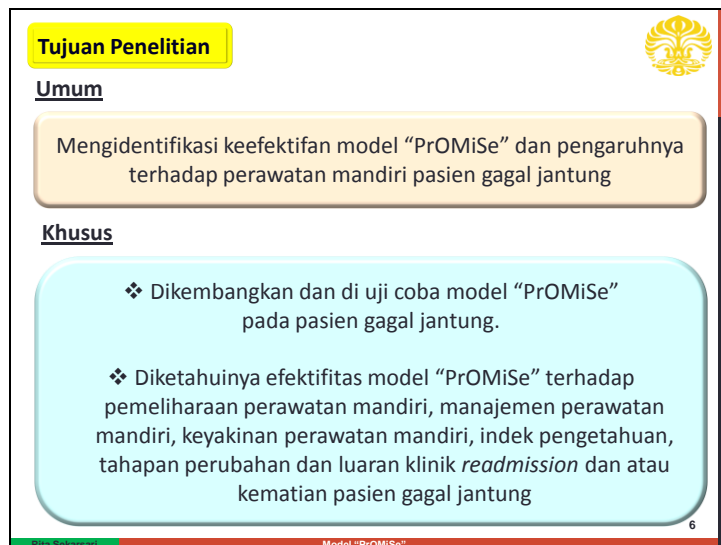 Tujuan Penelitian
Umum
Mengidentifikasi keefektifan model “PrOMiSe” dan pengaruhnya
terhadap perawatan mandiri pasien gagal jantung
Khusus
❖ Dikembangkan dan di uji coba model “PrOMiSe”
pada pasien gagal jantung.
❖ Diketahuinya efektifitas model “PrOMiSe” terhadap
pemeliharaan perawatan mandiri, manajemen perawatan
mandiri, keyakinan perawatan mandiri, indek pengetahuan,
tahapan perubahan dan luaran klinik readmission dan atau
kematian pasien gagal jantung
6
Rita Sekarsari
Model “PrOMiSe”